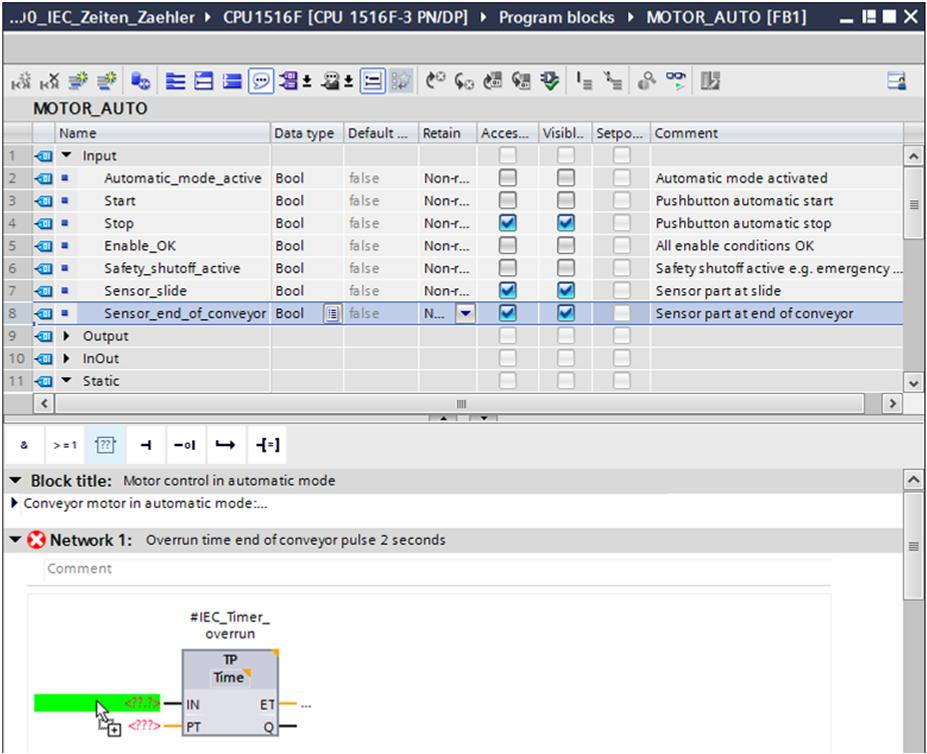 ...J0_IEC_Zeiten_Zaehler ▸ CPU1516F [CPU 1516F-3 PN/DP] ▸ Program blocks ▸ MOTOR_AUTO [FB1]
MOTOR_AUTO
Name Data type Default ... Retain Acces... Visibl.. Setpo... Comment
1 Input
2 Automatic_mode_active Bool false Non-r... Automatic mode activated
3 Start Bool false Non-r... Pushbutton automatic start
4 Stop Bool false Non-r... Pushbutton automatic stop
5 Enable_OK Bool false Non-r... All enable conditions OK
6 Safety_shutoff_active Bool false Non-r... Safety shutoff active e.g. emergency ...
7 Sensor_slide Bool false Non-r... Sensor part at slide
8 Sensor_end_of_conveyor Bool false N... Sensor part at end of conveyor
9 Output
10 InOut
11 Static
& >=1 ?? -| -o| -[=]
Block title: Motor control in automatic mode
Conveyor motor in automatic mode:...
Network 1: Overrun time end of conveyor pulse 2 seconds
Comment
#IEC_Timer_
overrun
TP
Time
<??.?> IN ET ...
<???> PT Q